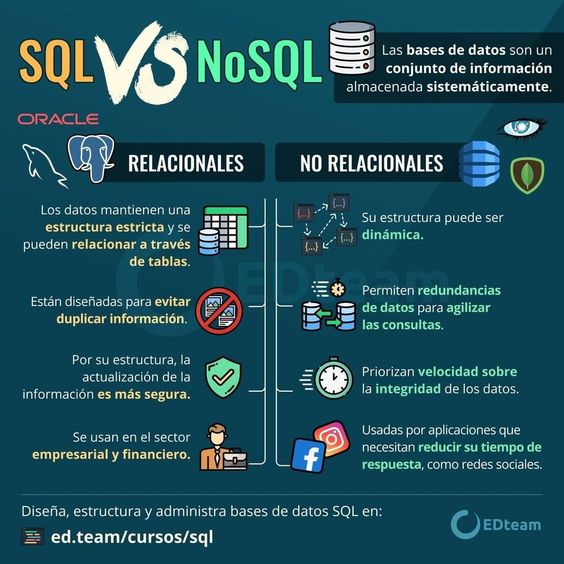 SQL VS NoSQL
Las bases de datos son un
conjunto de información
almacenada sistemáticamente.
ORACLE
RELACIONALES
NO RELACIONALES
Los datos mantienen una
estructura estricta y se
pueden relacionar a través
de tablas.
Su estructura puede ser
dinámica.
EDteam
Están diseñadas para evitar
duplicar información.
Permiten redundancias
de datos para agilizar
las consultas.
Por su estructura, la
actualización de la
información es más segura.
Priorizan velocidad sobre
la integridad de los datos.
Se usan en el sector
empresarial y financiero.
Usadas por aplicaciones que
necesitan reducir su tiempo de
respuesta, como redes sociales.
Diseña, estructura y administra bases de datos SQL en:
ed.team/cursos/sql
EDteam